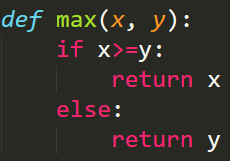 def max(x, y):
    if x>=y:
        return x
    else:
        return y